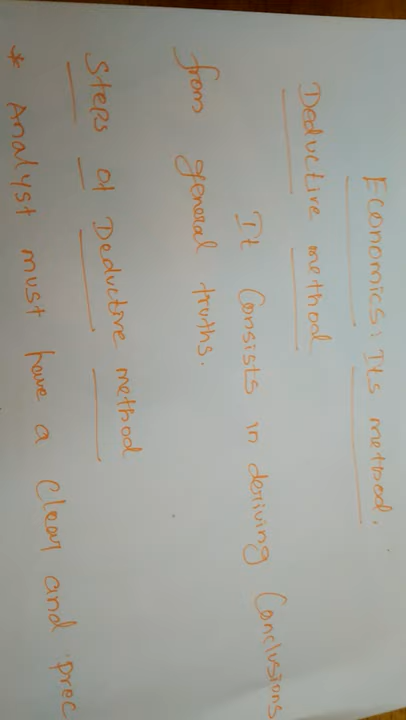 Economics: Its method.
Deductive method
It Consists in deriving Conclusions
from general truths.
Steps of Deductive method
* Analyst must have a Clear and prec